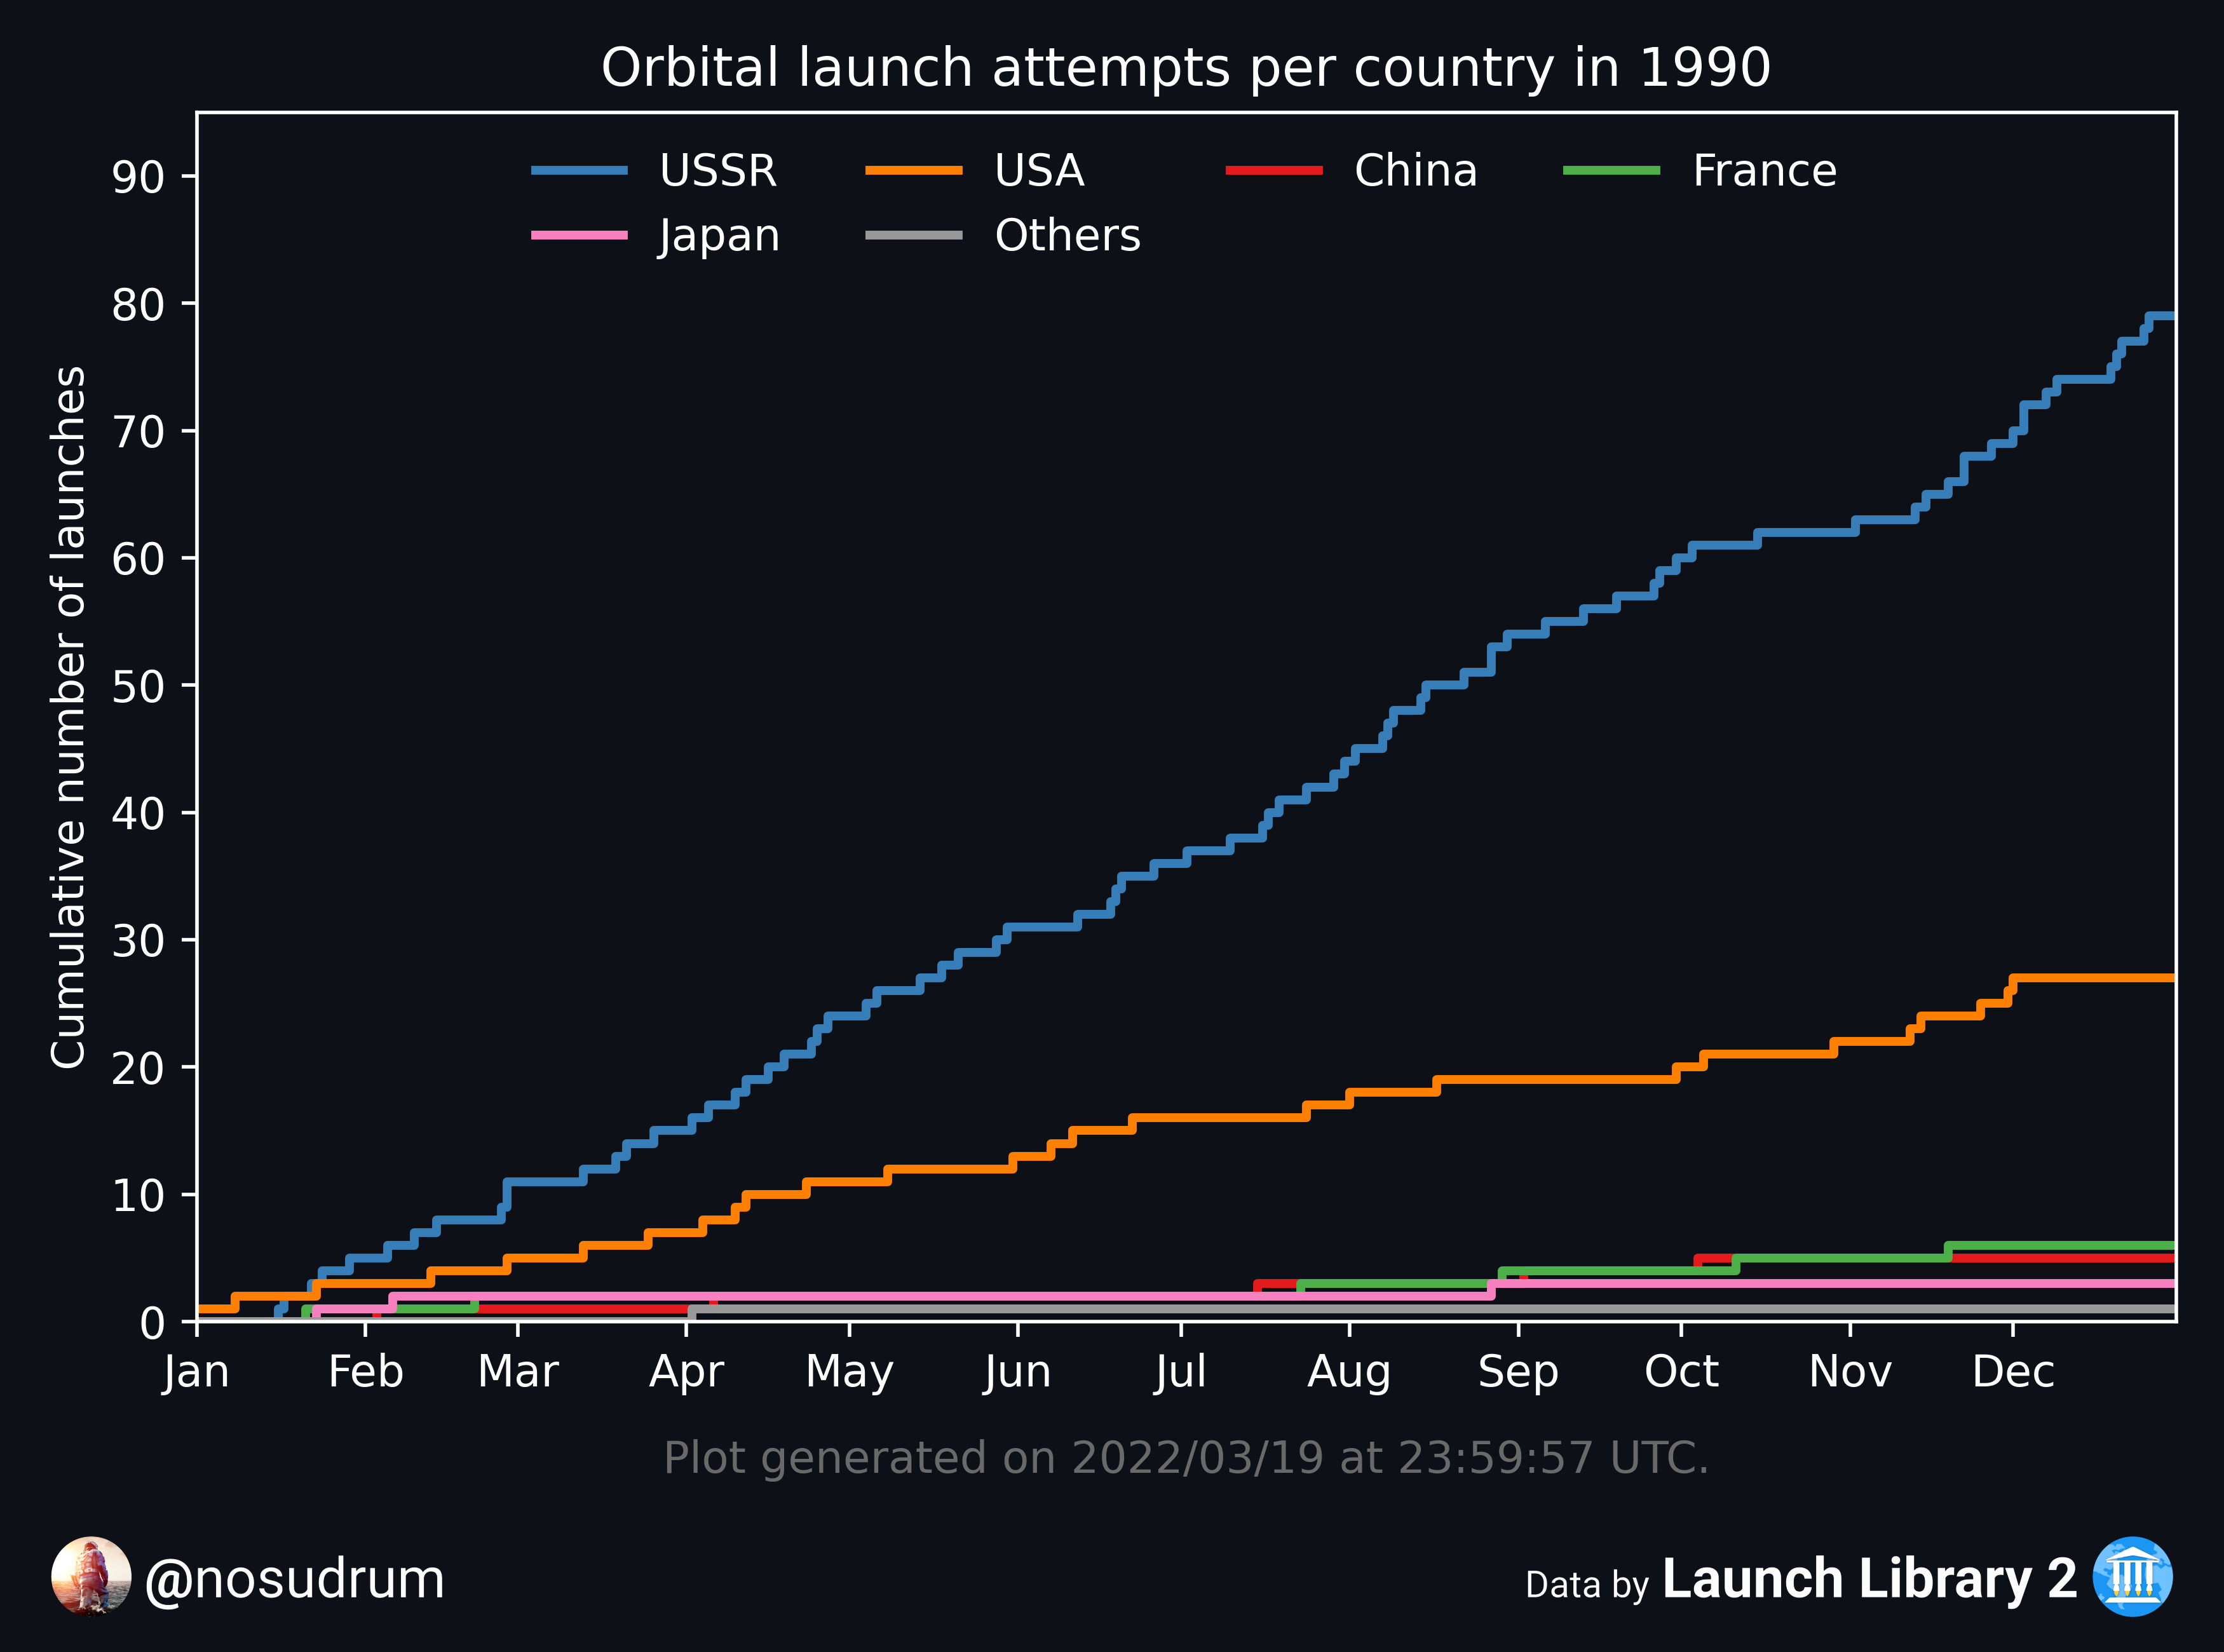 Orbital launch attempts per country in 1990
USSR USA China France
Japan Others
Cumulative number of launches
90
80
70
60
50
40
30
20
10
0
Jan Feb Mar Apr May Jun Jul Aug Sep Oct Nov Dec
Plot generated on 2022/03/19 at 23:59:57 UTC.
@nosudrum
Data by Launch Library 2